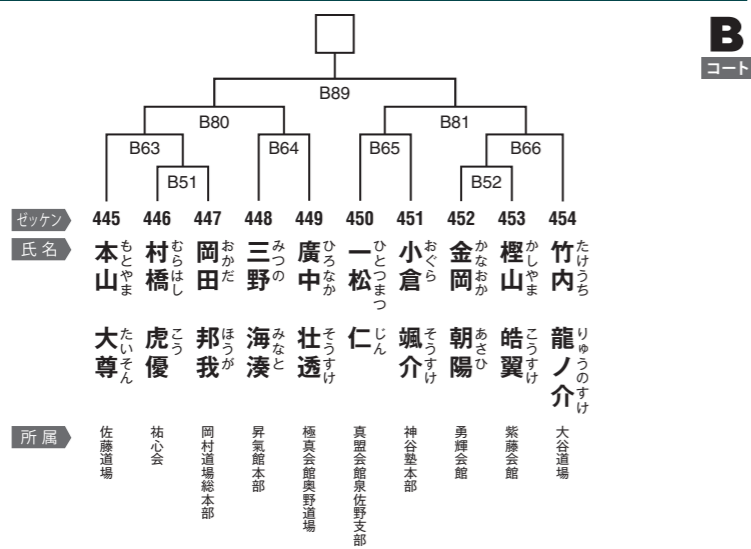 B
コート
B89
B80
B81
B63
B64
B65
B66
B51
B52
ゼッケン
445
446
447
448
449
450
451
452
453
454
氏名
本山 大尊
もとやま たいそん
村橋 虎優
むらはし こう
岡田 邦我
おかだ ほうが
三野 海湊
みつの みなと
廣中 壮透
ひろなか そうすけ
一松 仁
ひとつまつ じん
小倉 颯介
おぐら そうすけ
金岡 朝陽
かなおか あさひ
樫山 皓翼
かしやま こうすけ
竹内 龍ノ介
たけうち りゅうのすけ
所属
佐藤道場
祐心会
岡村道場総本部
昇氣館本部
極真会館奥野道場
真盟会館泉佐野支部
神谷塾本部
勇輝会館
紫藤会館
大谷道場